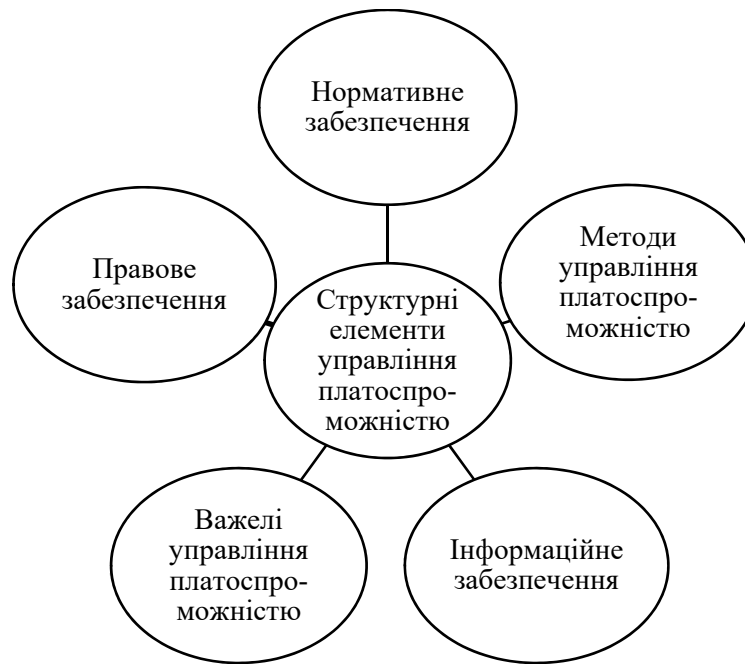 Нормативне
забезпечення
Правове
забезпечення
Методи
управління
платоспро-
можністю
Структурні
елементи
управління
платоспро-
можністю
Важелі
управління
платоспро-
можністю
Інформаційне
забезпечення